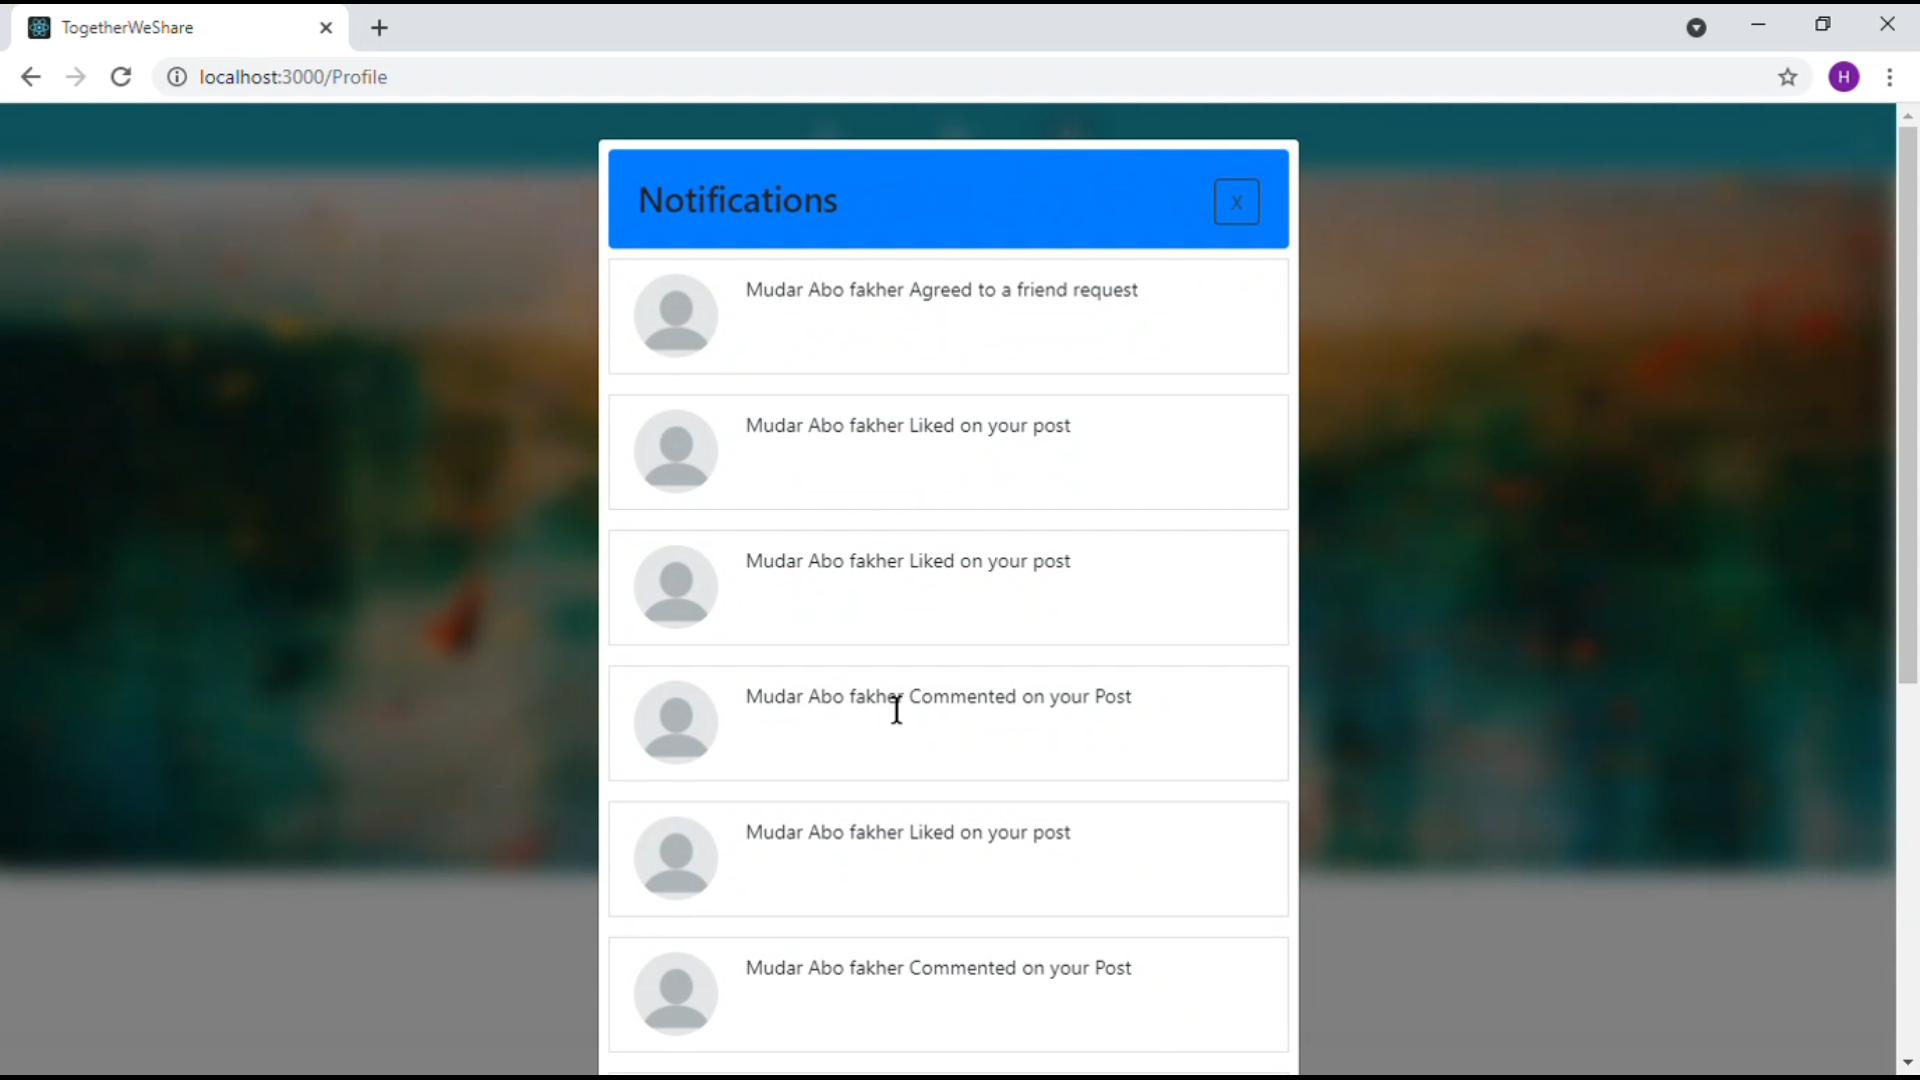 TogetherWeShare
localhost:3000/Profile
H
Notifications
X
Mudar Abo fakher Agreed to a friend request
Mudar Abo fakher Liked on your post
Mudar Abo fakher Liked on your post
Mudar Abo fakher Commented on your Post
Mudar Abo fakher Liked on your post
Mudar Abo fakher Commented on your Post